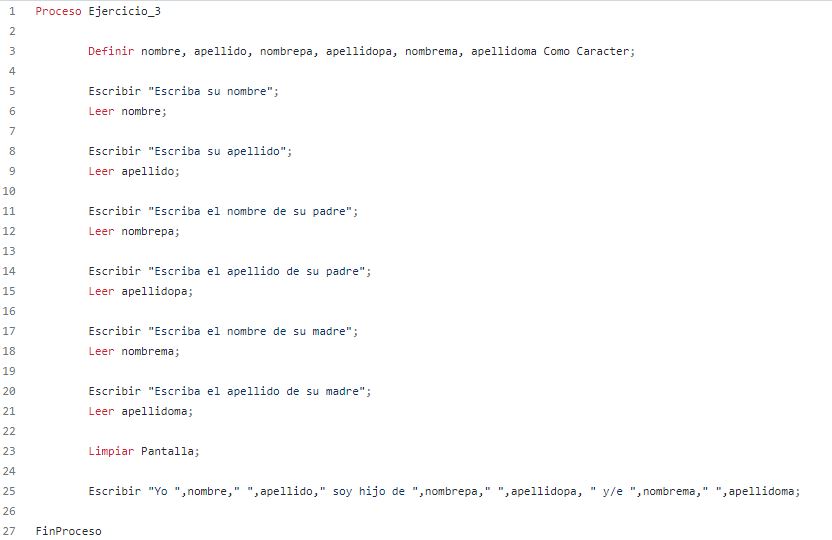 1 Proceso Ejercicio_3
2
3 Definir nombre, apellido, nombrepa, apellidopa, nombrema, apellidoma Como Caracter;
4
5 Escribir "Escriba su nombre";
6 Leer nombre;
7
8 Escribir "Escriba su apellido";
9 Leer apellido;
10
11 Escribir "Escriba el nombre de su padre";
12 Leer nombrepa;
13
14 Escribir "Escriba el apellido de su padre";
15 Leer apellidopa;
16
17 Escribir "Escriba el nombre de su madre";
18 Leer nombrema;
19
20 Escribir "Escriba el apellido de su madre";
21 Leer apellidoma;
22
23 Limpiar Pantalla;
24
25 Escribir "Yo ",nombre," ",apellido," soy hijo de ",nombrepa," ",apellidopa, " y/e ",nombrema," ",apellidoma;
26
27 FinProceso